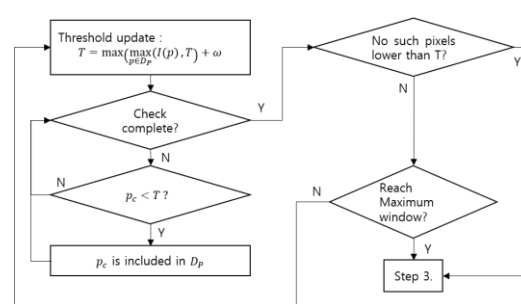 Threshold update :
T = max(max(I(p), T) + ω
p∈D_P
Check
complete?
Y
N
N
p_c < T ?
Y
p_c is included in D_P
No such pixels
lower than T?
Y
N
N
Reach
Maximum
window?
Y
Step 3.